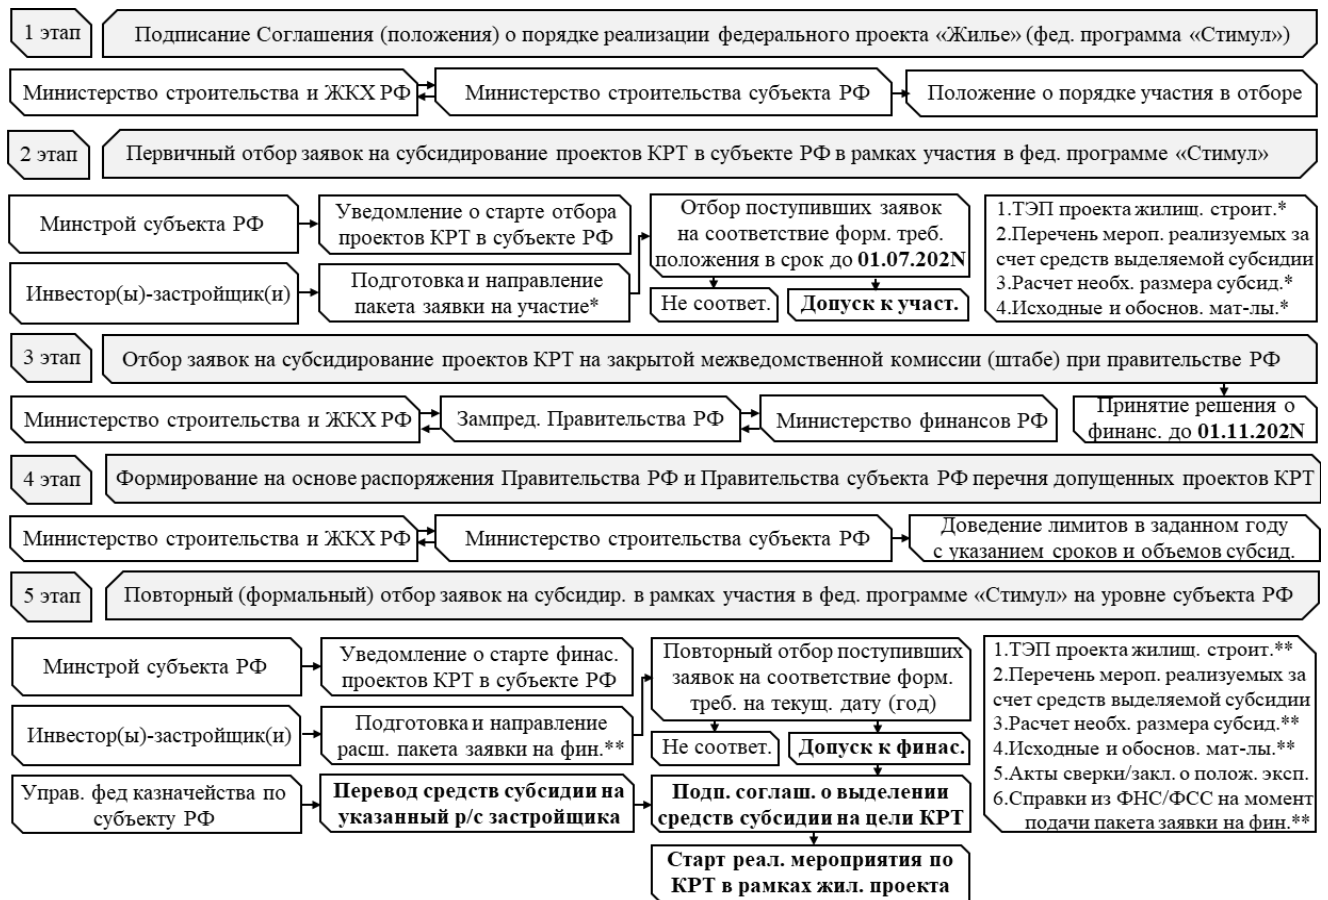 1 этап
Подписание Соглашения (положения) о порядке реализации федерального проекта «Жилье» (фед. программа «Стимул»)
Министерство строительства и ЖКХ РФ
Министерство строительства субъекта РФ
Положение о порядке участия в отборе
2 этап
Первичный отбор заявок на субсидирование проектов КРТ в субъекте РФ в рамках участия в фед. программе «Стимул»
Минстрой субъекта РФ
Уведомление о старте отбора
проектов КРТ в субъекте РФ
Инвестор(ы)-застройщик(и)
Подготовка и направление
пакета заявки на участие*
Отбор поступивших заявок
на соответствие форм. треб.
положения в срок до 01.07.202N
Не соответ.
Допуск к участ.
1.ТЭП проекта жилищ. строит.*
2.Перечень мероп. реализуемых за
счет средств выделяемой субсидии
3.Расчет необх. размера субсид.*
4.Исходные и обоснов. мат-лы.*
3 этап
Отбор заявок на субсидирование проектов КРТ на закрытой межведомственной комиссии (штабе) при правительстве РФ
Министерство строительства и ЖКХ РФ
Зампред. Правительства РФ
Министерство финансов РФ
Принятие решения о
финанс. до 01.11.202N
4 этап
Формирование на основе распоряжения Правительства РФ и Правительства субъекта РФ перечня допущенных проектов КРТ
Министерство строительства и ЖКХ РФ
Министерство строительства субъекта РФ
Доведение лимитов в заданном году
с указанием сроков и объемов субсид.
5 этап
Повторный (формальный) отбор заявок на субсидир. в рамках участия в фед. программе «Стимул» на уровне субъекта РФ
Минстрой субъекта РФ
Уведомление о старте финас.
проектов КРТ в субъекте РФ
Инвестор(ы)-застройщик(и)
Подготовка и направление
расш. пакета заявки на фин.**
Повторный отбор поступивших
заявок на соответствие форм.
треб. на текущ. дату (год)
Не соответ.
Допуск к финас.
Управ. фед казначейства по
субъекту РФ
Перевод средств субсидии на
указанный р/с застройщика
Подп. соглаш. о выделении
средств субсидии на цели КРТ
Старт реал. мероприятия по
КРТ в рамках жил. проекта
1.ТЭП проекта жилищ. строит.**
2.Перечень мероп. реализуемых за
счет средств выделяемой субсидии
3.Расчет необх. размера субсид.**
4.Исходные и обоснов. мат-лы.**
5.Акты сверки/закл. о полож. эксп.
6.Справки из ФНС/ФСС на момент
подачи пакета заявки на фин.**